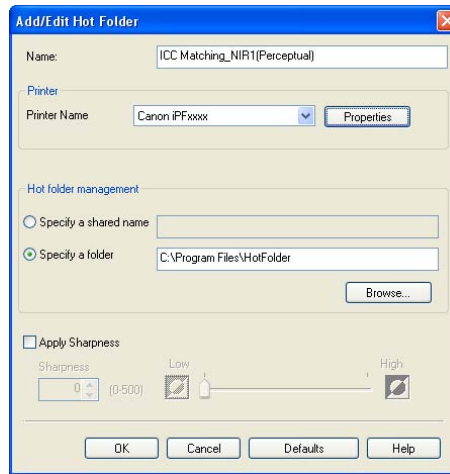 Add/Edit Hot Folder
Name: ICC Matching_NIR1(Perceptual)
Printer
Printer Name Canon iPFxxxx Properties
Hot folder management
Specify a shared name
Specify a folder C:\Program Files\HotFolder
Browse...
Apply Sharpness
Sharpness Low High
0 (0-500)
OK Cancel Defaults Help